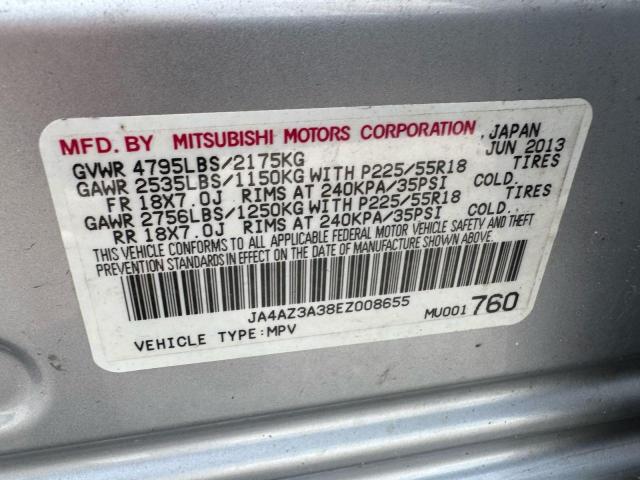 MFD. BY MITSUBISHI MOTORS CORPORATION, JAPAN
GVWR 4795LBS/2175KG JUN 2013
GAWR 2535LBS/1150KG WITH P225/55R18 TIRES
FR 18X7.0J RIMS AT 240KPA/35PSI COLD.
GAWR 2756LBS/1250KG WITH P225/55R18 TIRES
RR 18X7.0J RIMS AT 240KPA/35PSI COLD.
THIS VEHICLE CONFORMS TO ALL APPLICABLE FEDERAL MOTOR VEHICLE SAFETY AND THEFT
PREVENTION STANDARDS IN EFFECT ON THE DATE OF MANUFACTURE SHOWN ABOVE.
JA4AZ3A38EZ008655
VEHICLE TYPE:MPV MU001 760